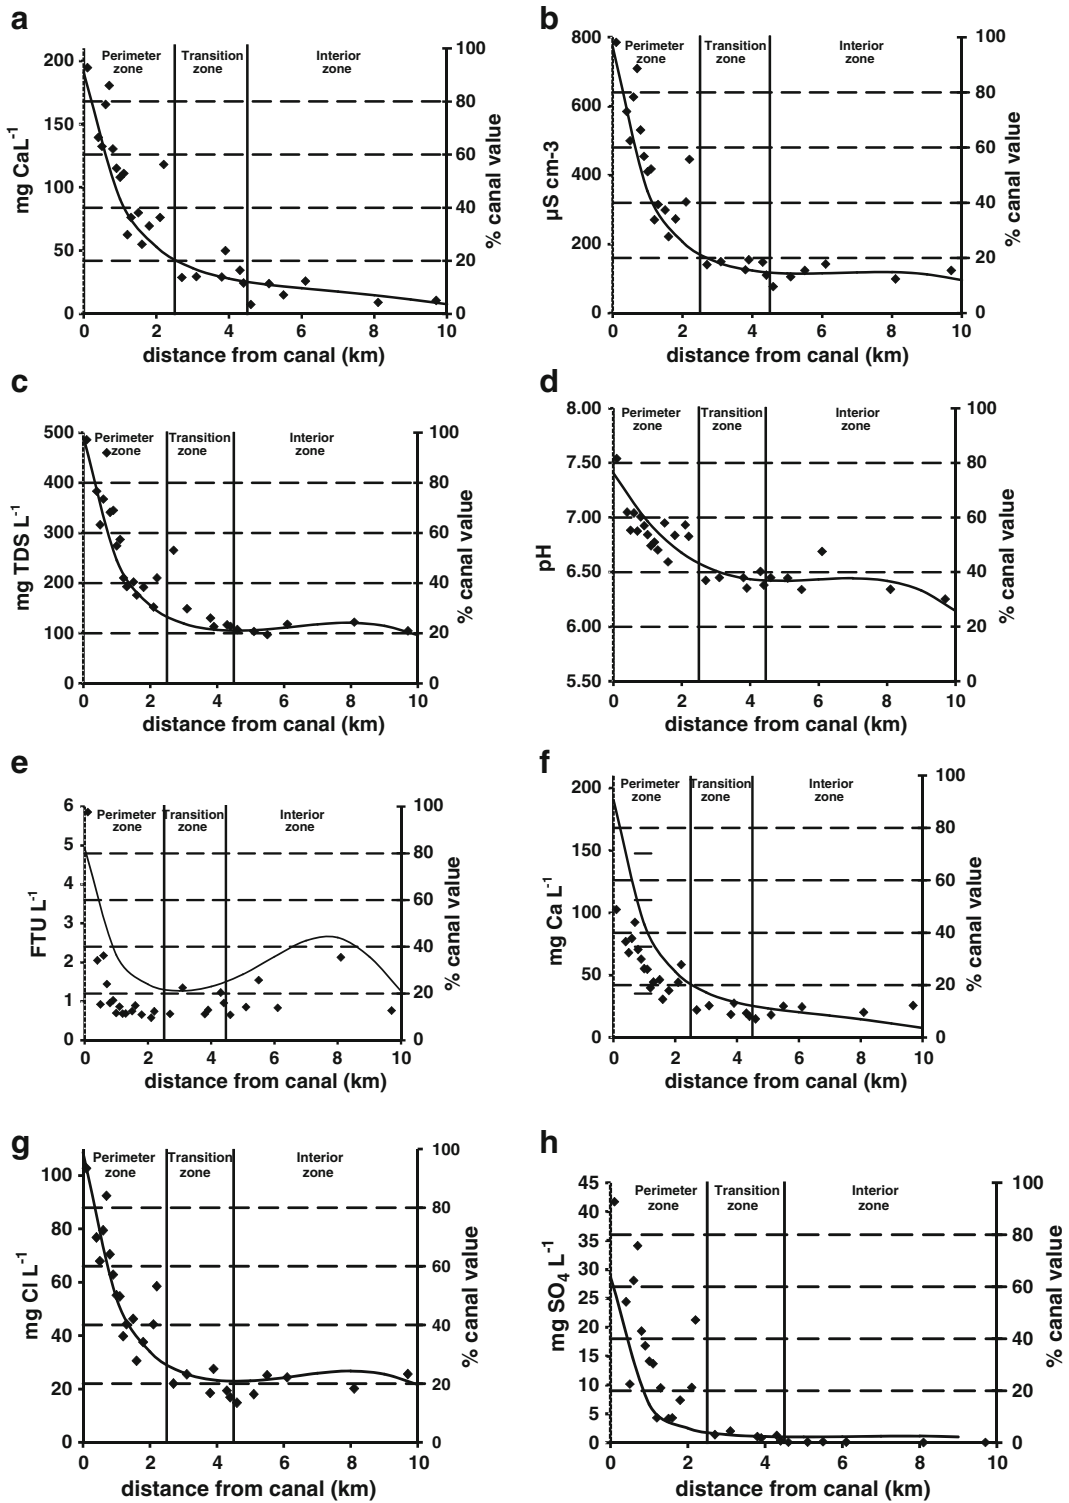 a
Perimeter zone
Transition zone
Interior zone
mg CaL-1
200
150
100
50
0
100
80
60
40
20
0
% canal value
0 2 4 6 8 10
distance from canal (km)
b
Perimeter zone
Transition zone
Interior zone
µS cm-3
800
600
400
200
0
100
80
60
40
20
0
% canal value
0 2 4 6 8 10
distance from canal (km)
c
Perimeter zone
Transition zone
Interior zone
mg TDS L-1
500
400
300
200
100
0
100
80
60
40
20
0
% canal value
0 2 4 6 8 10
distance from canal (km)
d
Perimeter zone
Transition zone
Interior zone
pH
8.00
7.50
7.00
6.50
6.00
5.50
100
80
60
40
20
0
% canal value
0 2 4 6 8 10
distance from canal (km)
e
Perimeter zone
Transition zone
Interior zone
FTU L-1
6
5
4
3
2
1
0
100
80
60
40
20
0
% canal value
0 2 4 6 8 10
distance from canal (km)
f
Perimeter zone
Transition zone
Interior zone
mg Ca L-1
200
150
100
50
0
100
80
60
40
20
0
% canal value
0 2 4 6 8 10
distance from canal (km)
g
Perimeter zone
Transition zone
Interior zone
mg Cl L-1
100
80
60
40
20
0
100
80
60
40
20
0
% canal value
0 2 4 6 8 10
distance from canal (km)
h
Perimeter zone
Transition zone
Interior zone
mg SO4 L-1
45
40
35
30
25
20
15
10
5
0
100
80
60
40
20
0
% canal value
0 2 4 6 8 10
distance from canal (km)